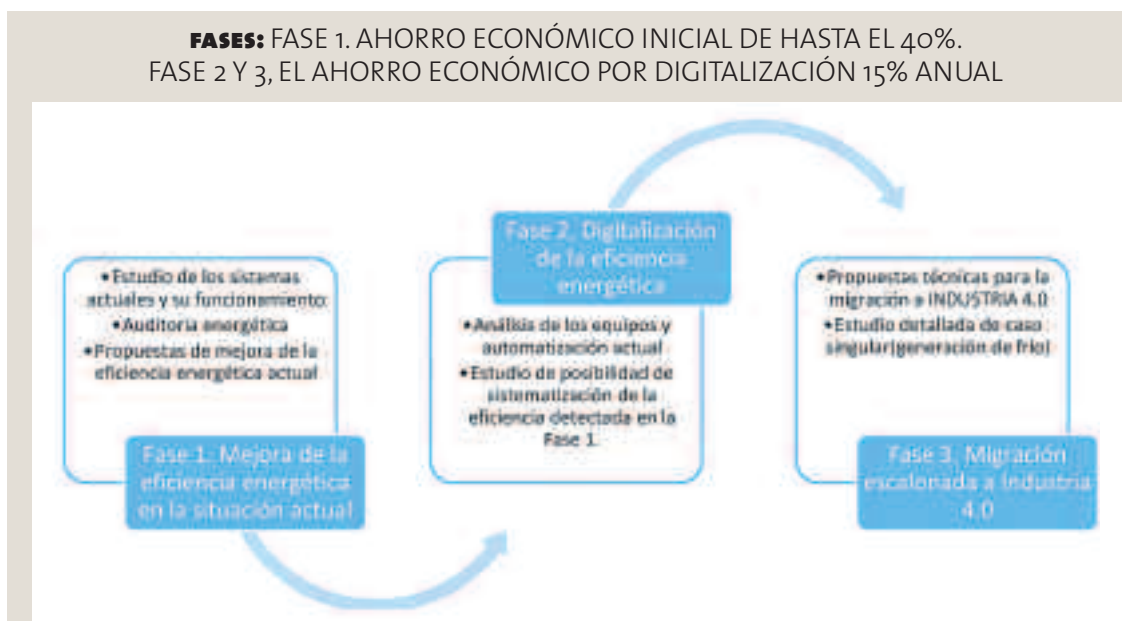 FASES: FASE 1. AHORRO ECONÓMICO INICIAL DE HASTA EL 40%.
FASE 2 Y 3, EL AHORRO ECONÓMICO POR DIGITALIZACIÓN 15% ANUAL
•Estudio de los sistemas
actuales y su funcionamiento
•Auditoria energética
•Propuestas de mejora de la
eficiencia energética actual
Fase 1. Mejora de la
eficiencia energética
en la situación actual
Fase 2. Digitalización
de la eficiencia
energética
•Análisis de los equipos y
automatización actual
•Estudio de posibilidad de
sistematización de la
eficiencia detectada en la
Fase 1.
•Propuestas técnicas para la
migración a INDUSTRIA 4.0
•Estudio detallada de caso
singular(generación de frío)
Fase 3. Migración
escalonada a Industria
4.0